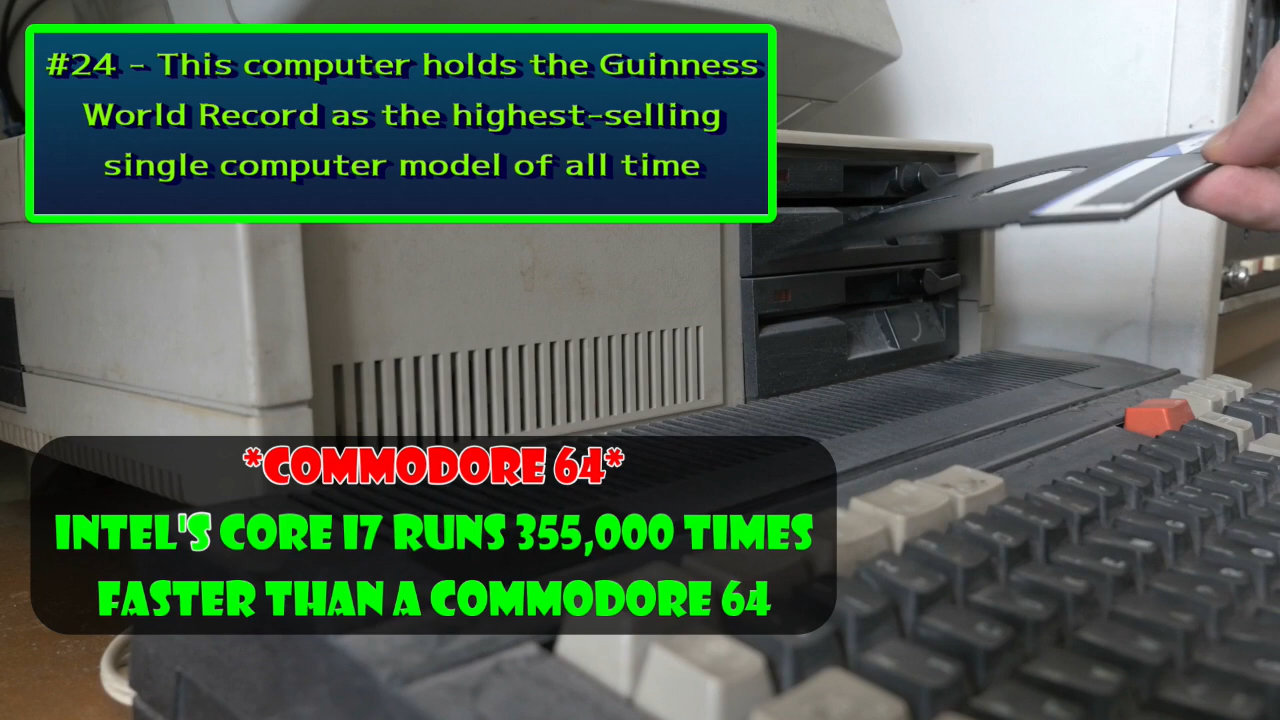 #24 - This computer holds the Guinness
World Record as the highest-selling
single computer model of all time
*COMMODORE 64*
INTEL'S CORE I7 RUNS 355,000 TIMES
FASTER THAN A COMMODORE 64